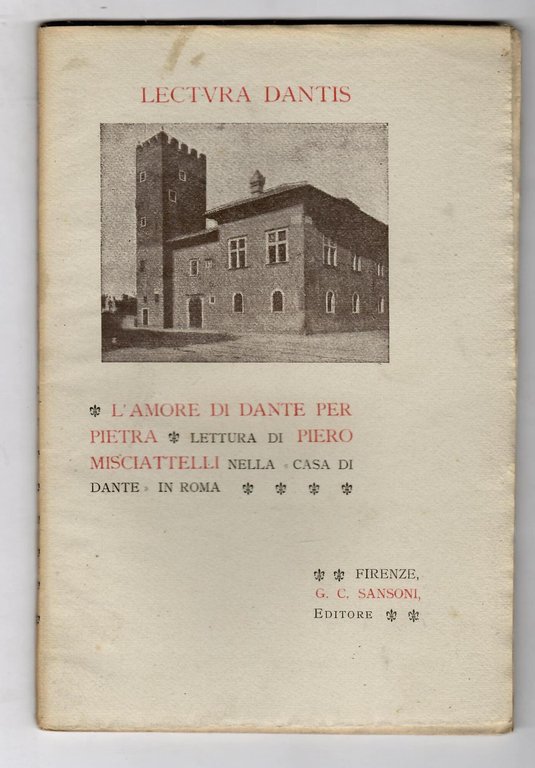 LECTVRA DANTIS
L'AMORE DI DANTE PER
PIETRA LETTURA DI PIERO
MISCIATTELLI NELLA «CASA DI
DANTE» IN ROMA
FIRENZE,
G. C. SANSONI,
EDITORE